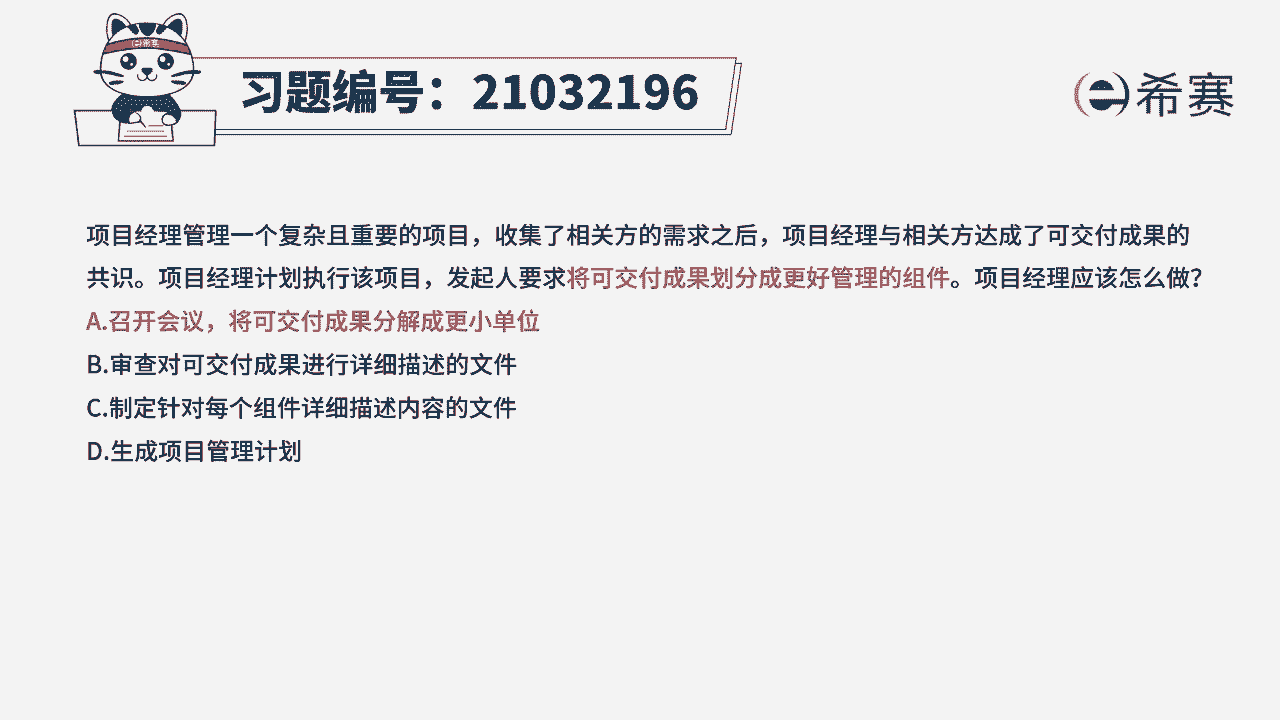 (e)希赛
习题编号：21032196
(e)希赛
项目经理管理一个复杂且重要的项目，收集了相关方的需求之后，项目经理与相关方达成了可交付成果的
共识。项目经理计划执行该项目，发起人要求将可交付成果划分成更好管理的组件。项目经理应该怎么做？
A.召开会议，将可交付成果分解成更小单位
B.审查对可交付成果进行详细描述的文件
C.制定针对每个组件详细描述内容的文件
D.生成项目管理计划